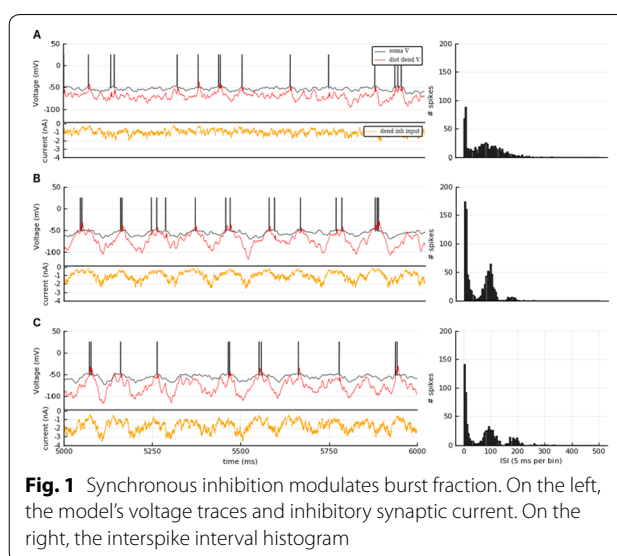 A
50
0
-50
-100
Voltage (mV)
soma V
dist dend V
0
-1
-2
-3
-4
current (nA)
dend inh input
200
150
100
50
0
# spikes
B
50
0
-50
-100
Voltage (mV)
0
-1
-2
-3
-4
current (nA)
200
150
100
50
0
# spikes
C
50
0
-50
-100
Voltage (mV)
0
-1
-2
-3
-4
current (nA)
5000 5250 5500 5750 6000
time (ms)
200
150
100
50
0
# spikes
0 100 200 300 400 500
ISI (5 ms per bin)
Fig. 1 Synchronous inhibition modulates burst fraction. On the left,
the model's voltage traces and inhibitory synaptic current. On the
right, the interspike interval histogram